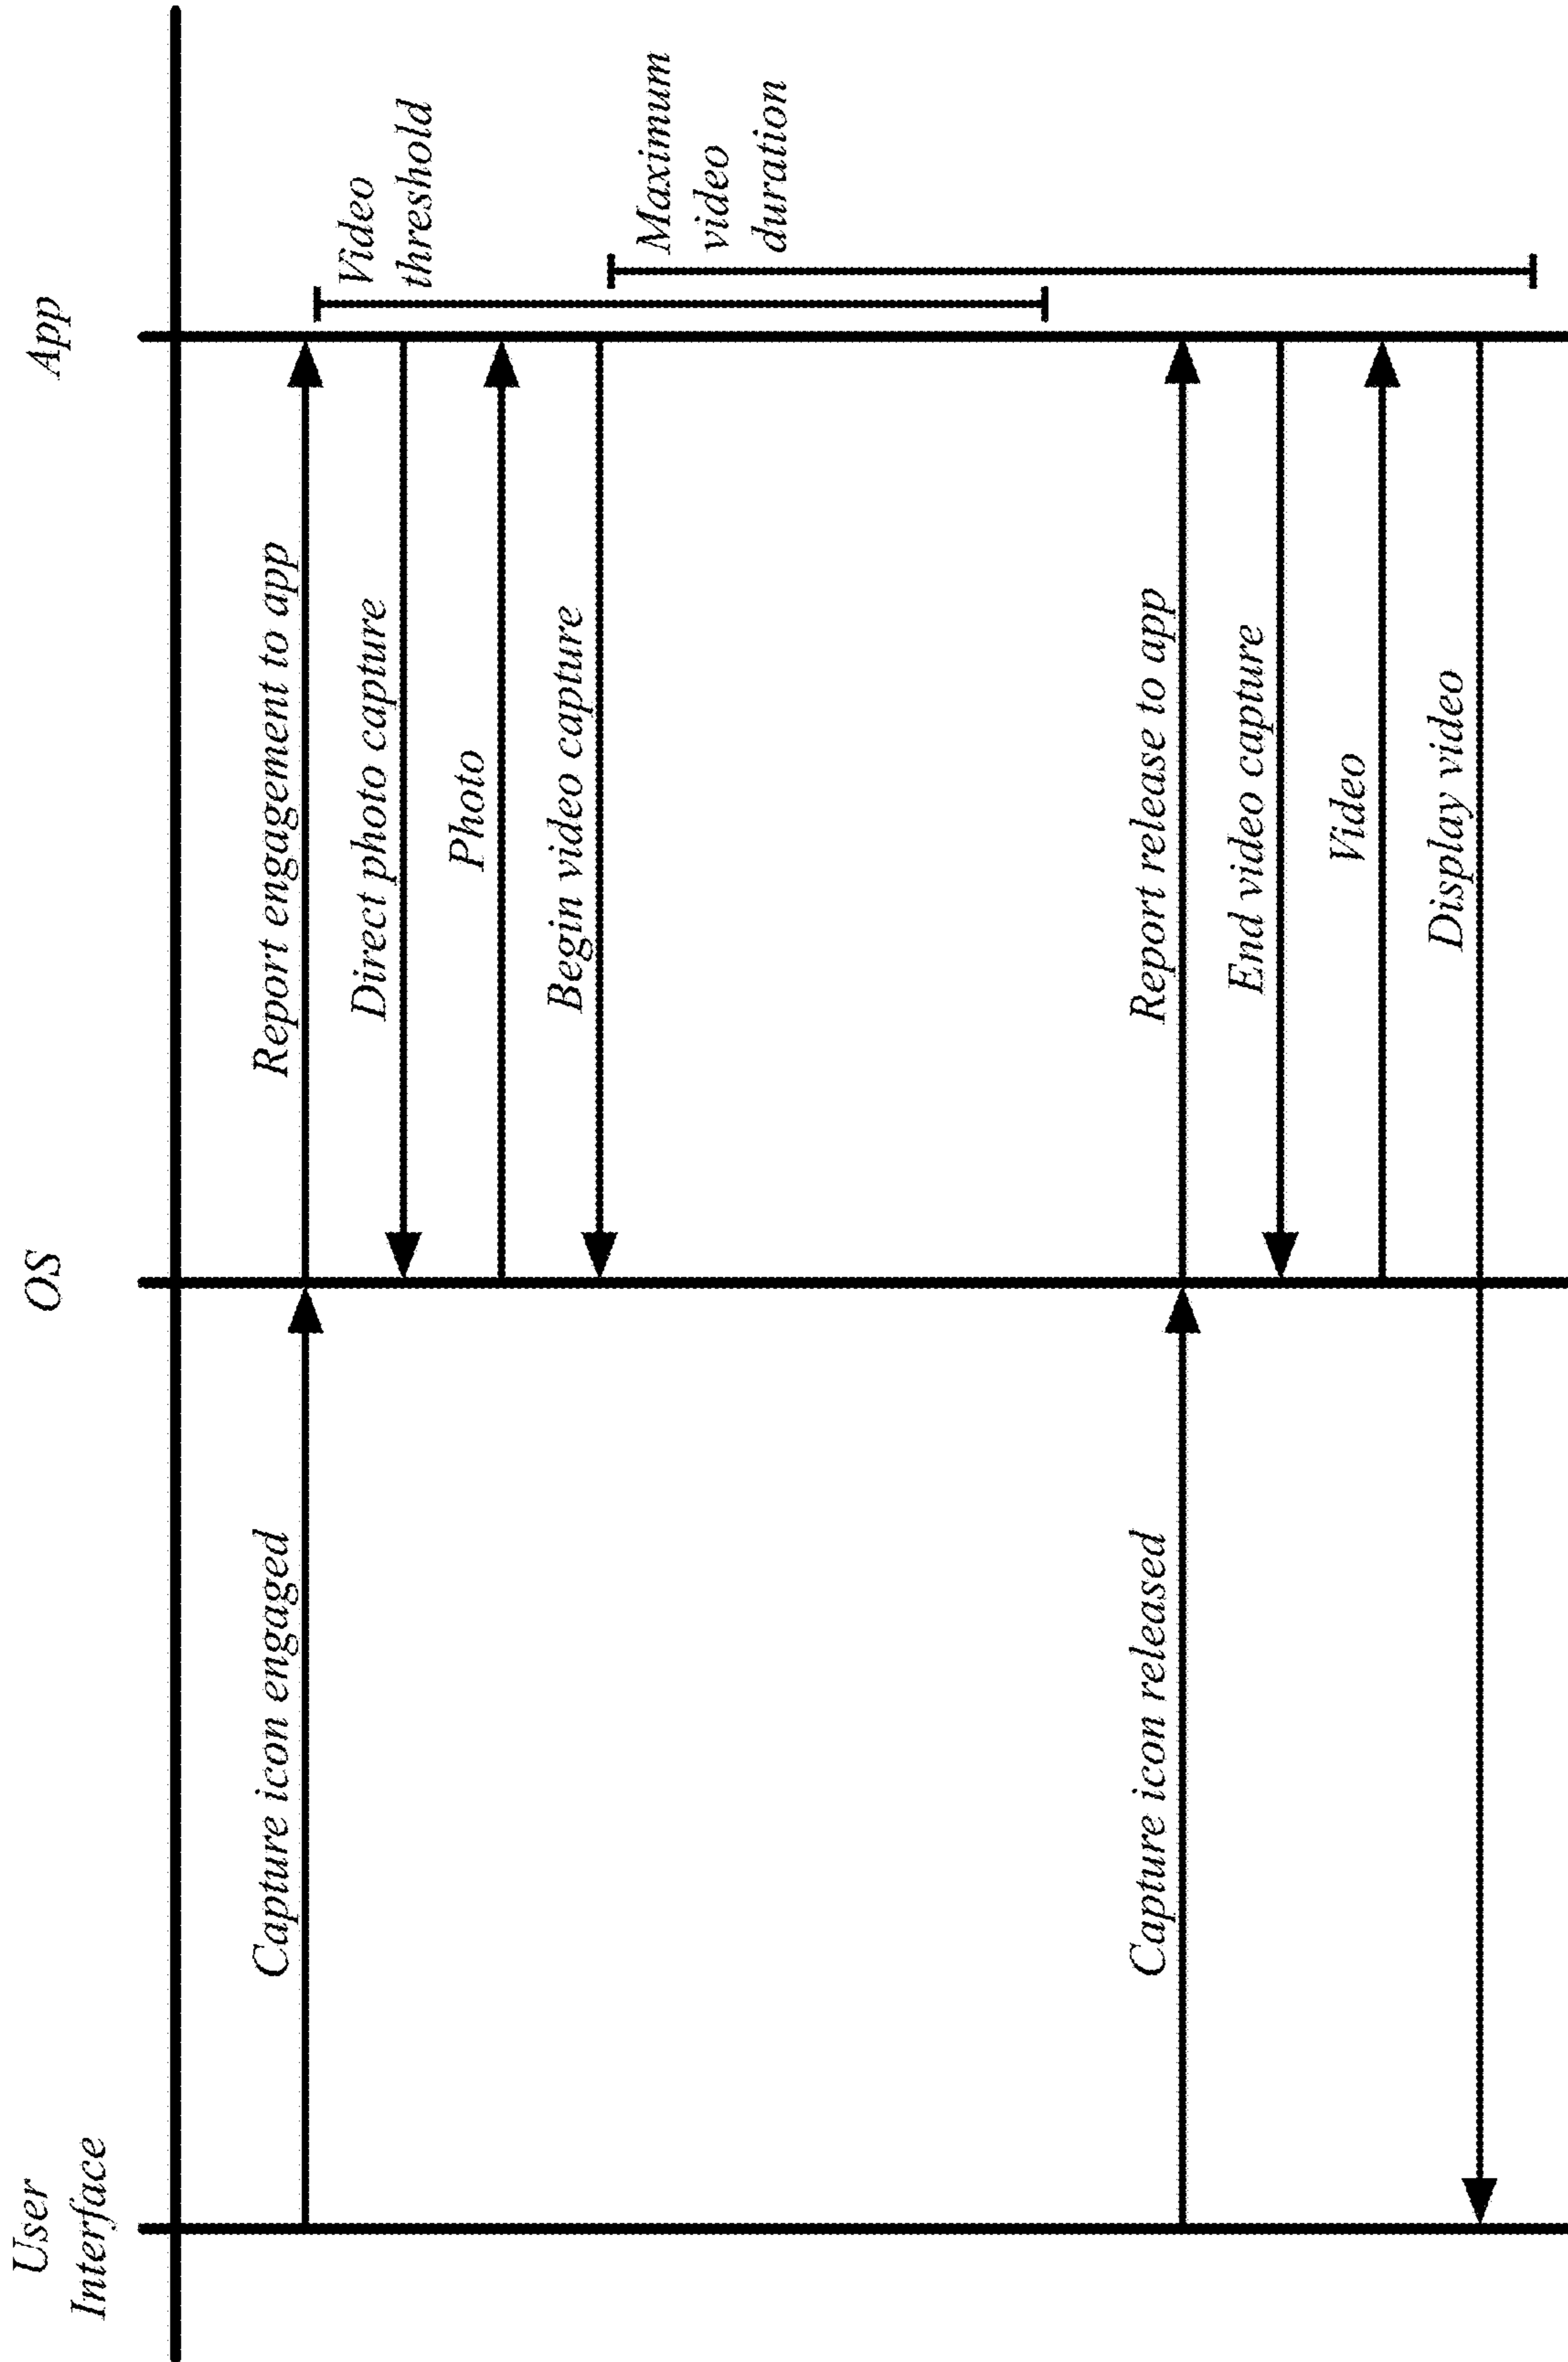 User
Interface
OS
App
Capture icon engaged
Report engagement to app
Direct photo capture
Photo
Begin video capture
Video
threshold
Maximum
video
duration
Capture icon released
Report release to app
End video capture
Video
Display video